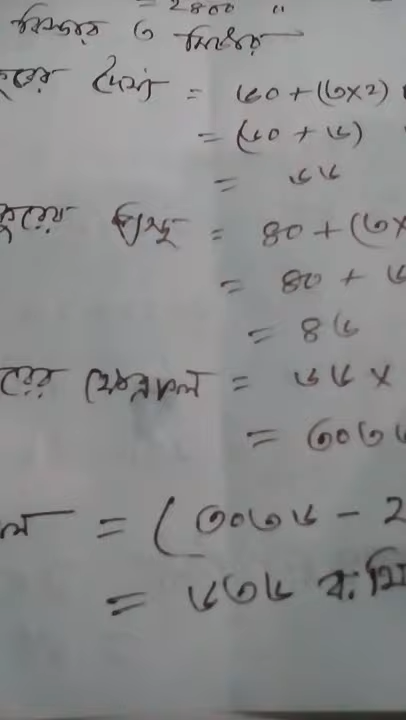 = ২৪০০ "
৩ মিটার
কুরের দৈর্ঘ্য = ৬০+(৩×২)
= (৬০+৬)
= ৬৬
কুরের প্রস্থ = ৪০+(৩×
= ৪০+৬
= ৪৬
রের ক্ষেত্রফল = ৬৬×
= ৩০৩৬
ল = (৩০৩৬-২
= ৬৩৬ ব:মি